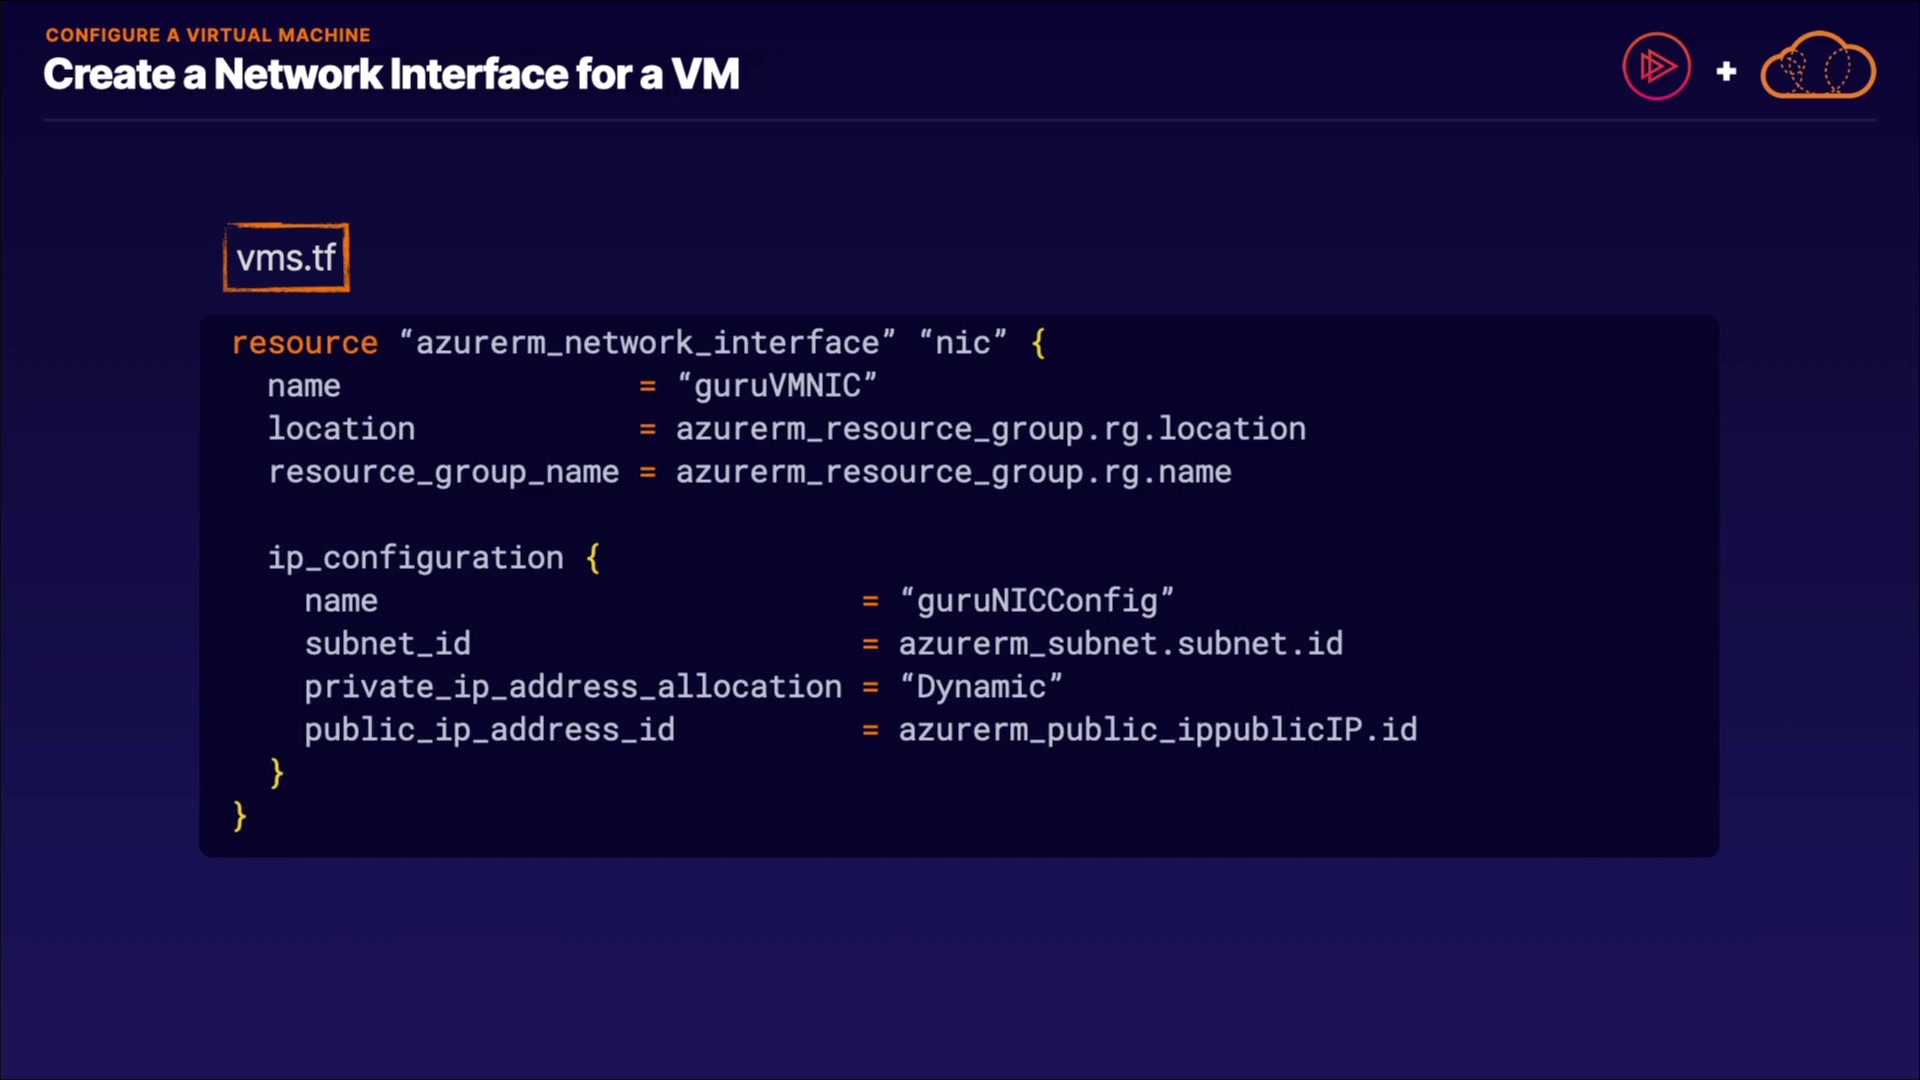 CONFIGURE A VIRTUAL MACHINE
Create a Network Interface for a VM
+
vms.tf
resource “azurerm_network_interface” “nic” {
  name                = “guruVMNIC”
  location            = azurerm_resource_group.rg.location
  resource_group_name = azurerm_resource_group.rg.name

  ip_configuration {
    name                          = “guruNICConfig”
    subnet_id                     = azurerm_subnet.subnet.id
    private_ip_address_allocation = “Dynamic”
    public_ip_address_id          = azurerm_public_ippublicIP.id
  }
}